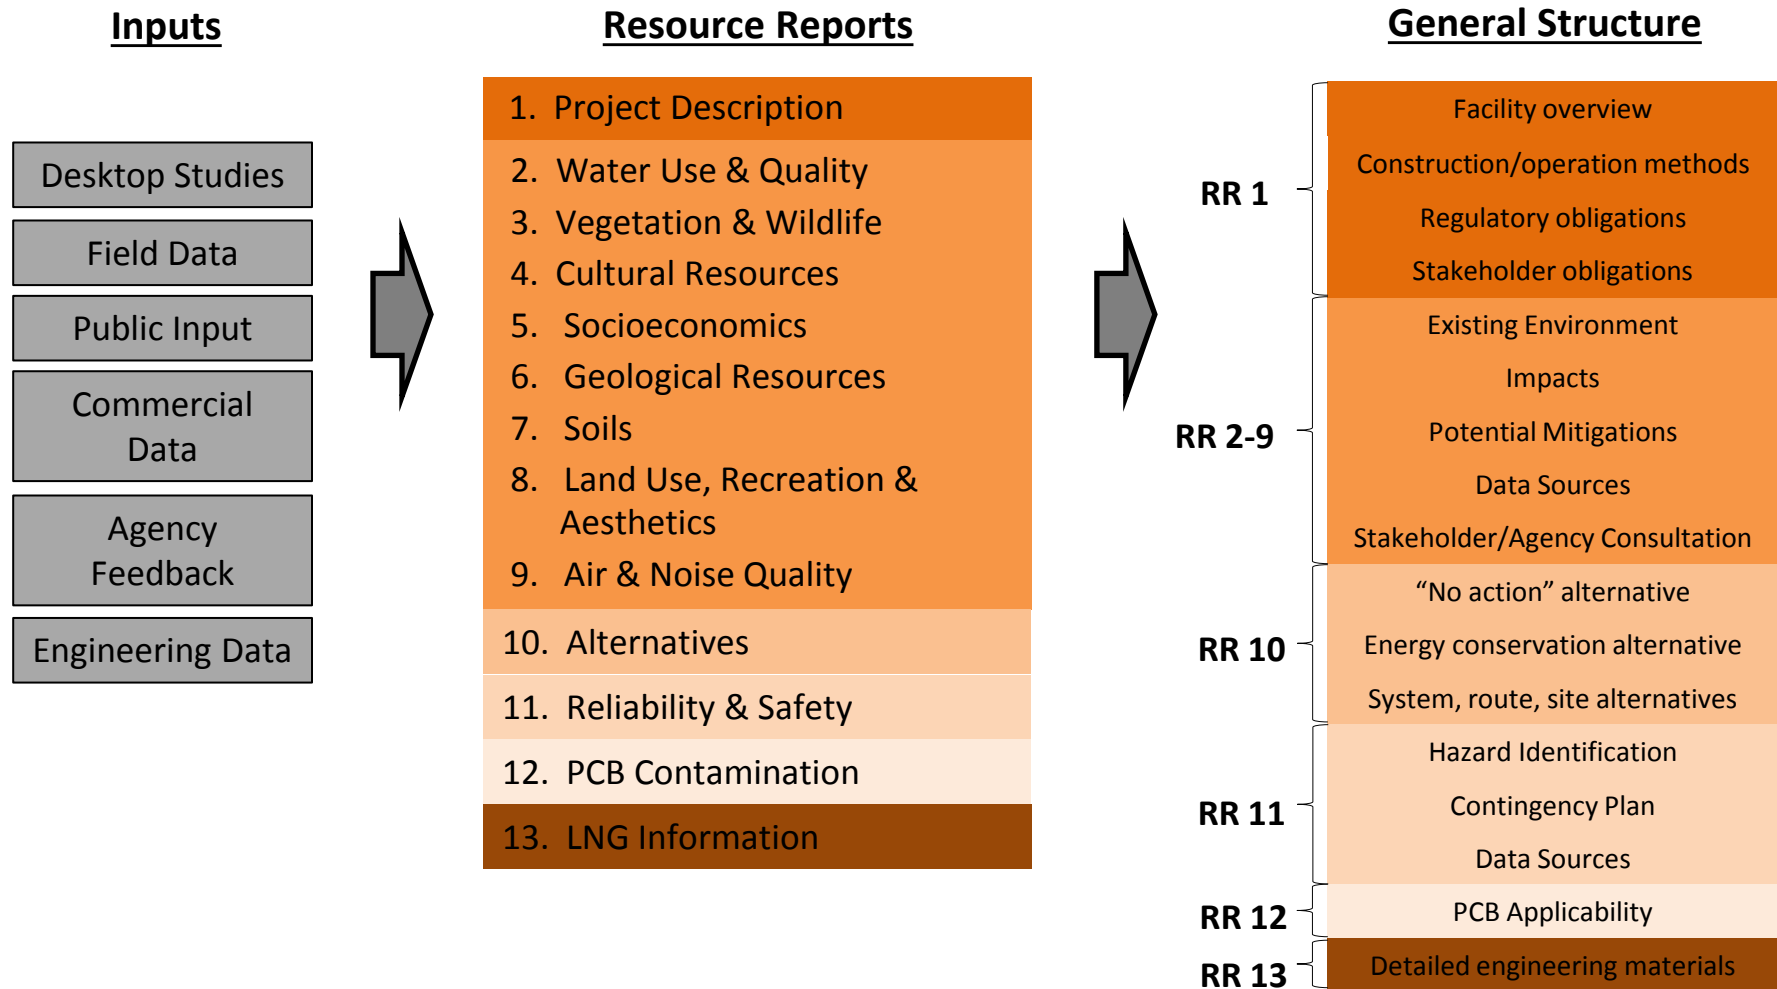 Inputs
Desktop Studies
Field Data
Public Input
Commercial
Data
Agency
Feedback
Engineering Data
Resource Reports
1. Project Description
2. Water Use & Quality
3. Vegetation & Wildlife
4. Cultural Resources
5. Socioeconomics
6. Geological Resources
7. Soils
8. Land Use, Recreation &
Aesthetics
9. Air & Noise Quality
10. Alternatives
11. Reliability & Safety
12. PCB Contamination
13. LNG Information
General Structure
RR 1
Facility overview
Construction/operation methods
Regulatory obligations
Stakeholder obligations
RR 2-9
Existing Environment
Impacts
Potential Mitigations
Data Sources
Stakeholder/Agency Consultation
RR 10
“No action” alternative
Energy conservation alternative
System, route, site alternatives
RR 11
Hazard Identification
Contingency Plan
Data Sources
RR 12
PCB Applicability
RR 13
Detailed engineering materials